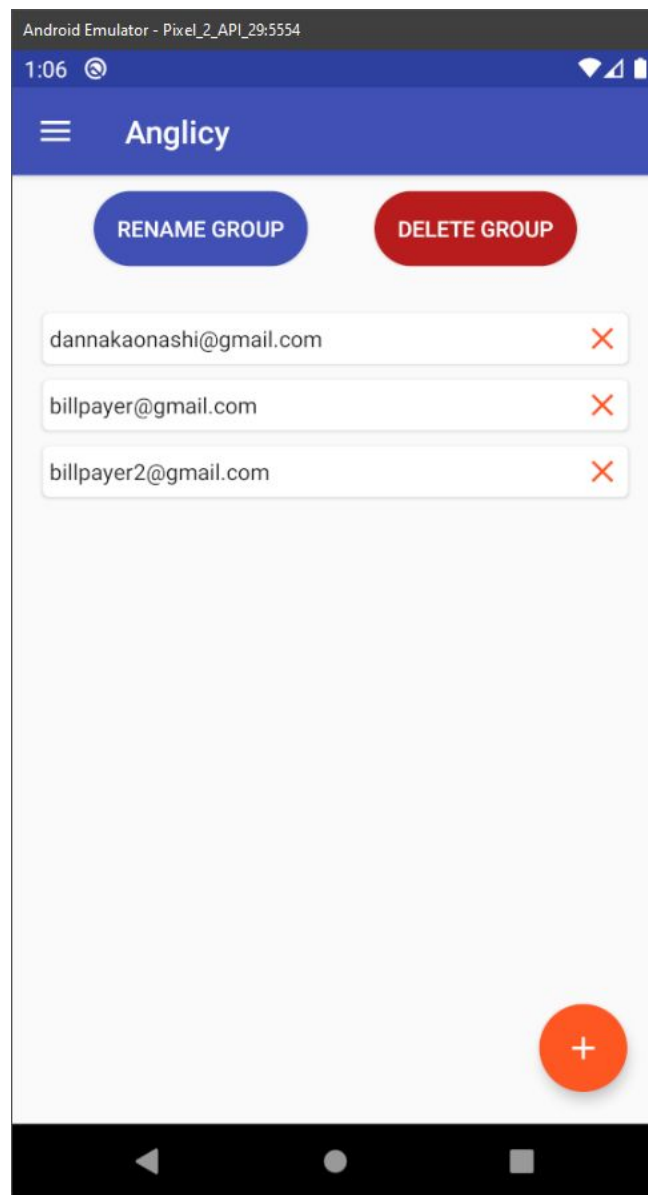 Android Emulator - Pixel_2_API_29:5554
1:06
Anglicy
RENAME GROUP DELETE GROUP
dannakaonashi@gmail.com
billpayer@gmail.com
billpayer2@gmail.com